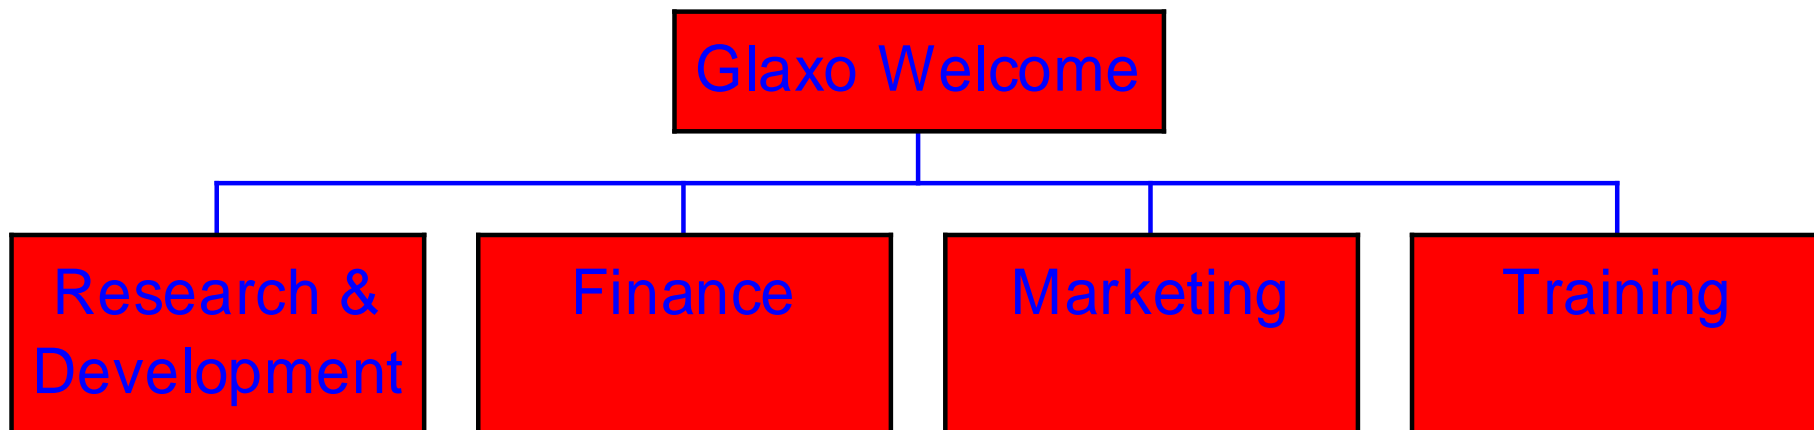 Glaxo Welcome
Research &
Development
Finance
Marketing
Training